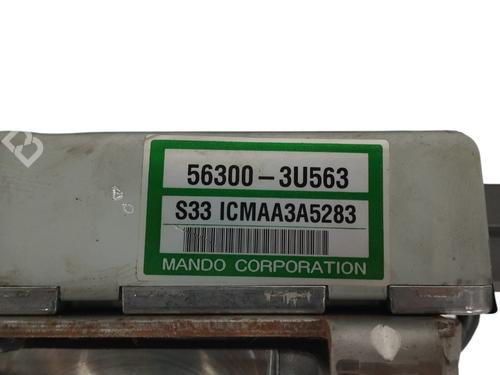 56300-3U563
S33 ICMAA3A5283
MANDO CORPORATION